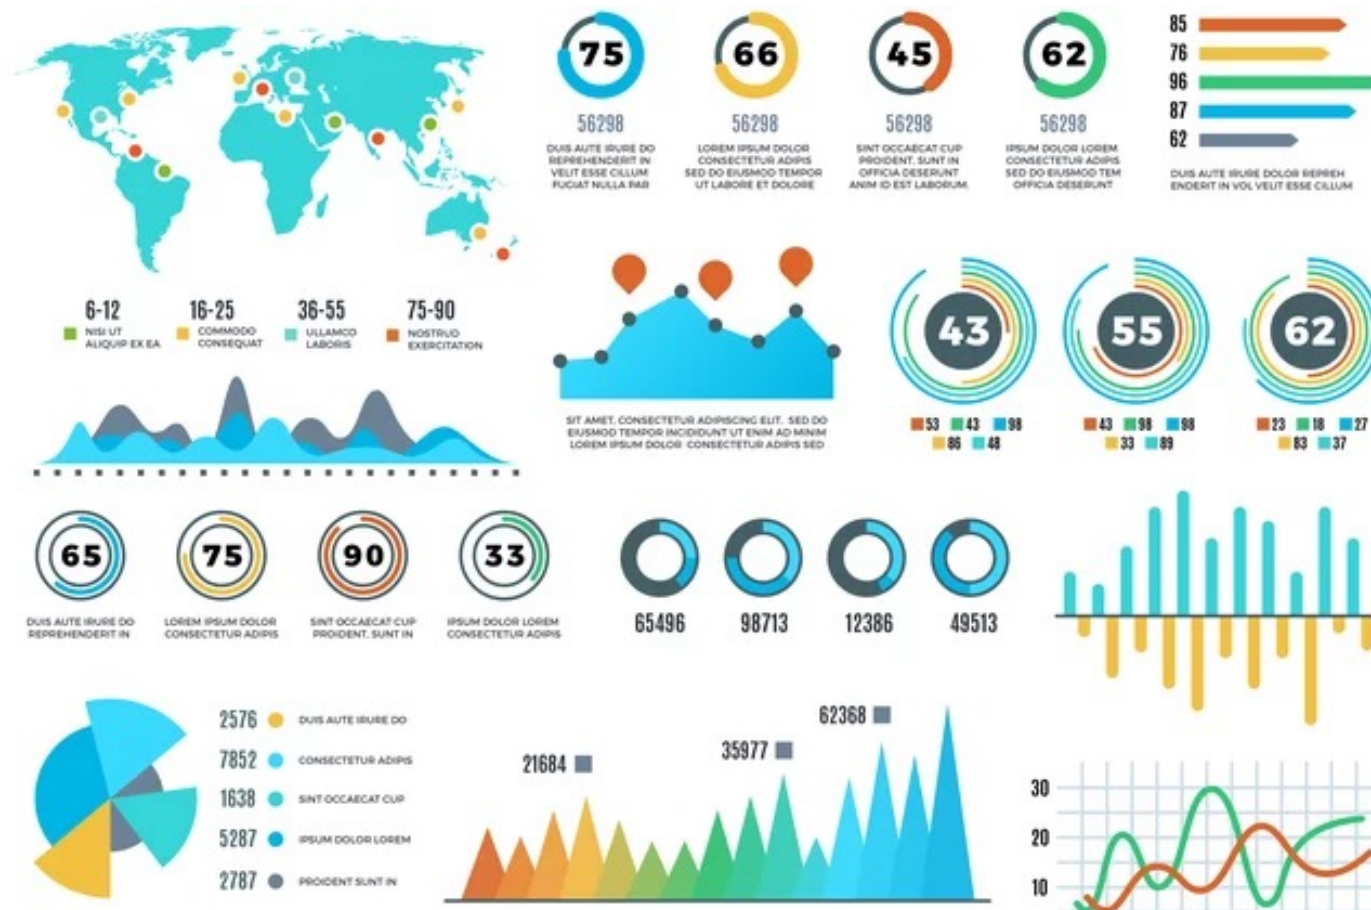 75
56298
DUIS AUTE IRURE DO
REPREHENDERIT IN
VELIT ESSE CILLUM
FUGIAT NULLA PAR
66
56298
LOREM IPSUM DOLOR
CONSECTETUR ADIPIS
SED DO EIUSMOD TEMPOR
UT LABORE ET DOLORE
45
56298
SINT OCCAECAT CUP
PROIDENT, SUNT IN
OFFICIA DESERUNT
ANIM ID EST LABORUM.
62
56298
IPSUM DOLOR LOREM
CONSECTETUR ADIPIS
SED DO EIUSMOD TEM
OFFICIA DESERUNT
85
76
96
87
62
DUIS AUTE IRURE DOLOR REPREH
ENDERIT IN VOL VELIT ESSE CILLUM
6-12
NISI UT
ALIQUIP EX EA
16-25
COMMODO
CONSEQUAT
36-55
ULLAMCO
LABORIS
75-90
NOSTRUD
EXERCITATION
SIT AMET, CONSECTETUR ADIPISCING ELIT, SED DO
EIUSMOD TEMPOR INCIDIDUNT UT ENIM AD MINIM
LOREM IPSUM DOLOR CONSECTETUR ADIPIS SED
43
53 43 98
86 48
55
43 98 98
33 89
62
23 18 27
83 37
65
DUIS AUTE IRURE DO
REPREHENDERIT IN
75
LOREM IPSUM DOLOR
CONSECTETUR ADIPIS
90
SINT OCCAECAT CUP
PROIDENT, SUNT IN
33
IPSUM DOLOR LOREM
CONSECTETUR ADIPIS
65496
98713
12386
49513
2576 DUIS AUTE IRURE DO
7852 CONSECTETUR ADIPIS
1638 SINT OCCAECAT CUP
5287 IPSUM DOLOR LOREM
2787 PROIDENT SUNT IN
21684
35977
62368
30
20
10